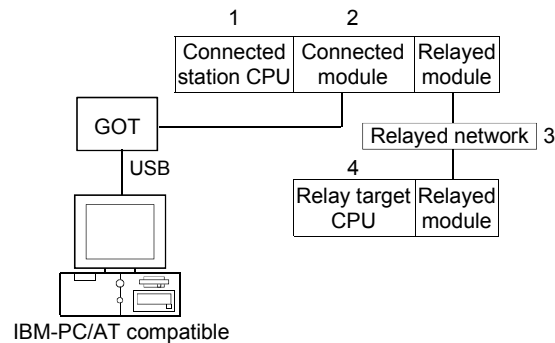 1
2
Connected
station CPU
Connected
module
Relayed
module
GOT
Relayed network
3
USB
4
Relay target
CPU
Relayed
module
IBM-PC/AT compatible